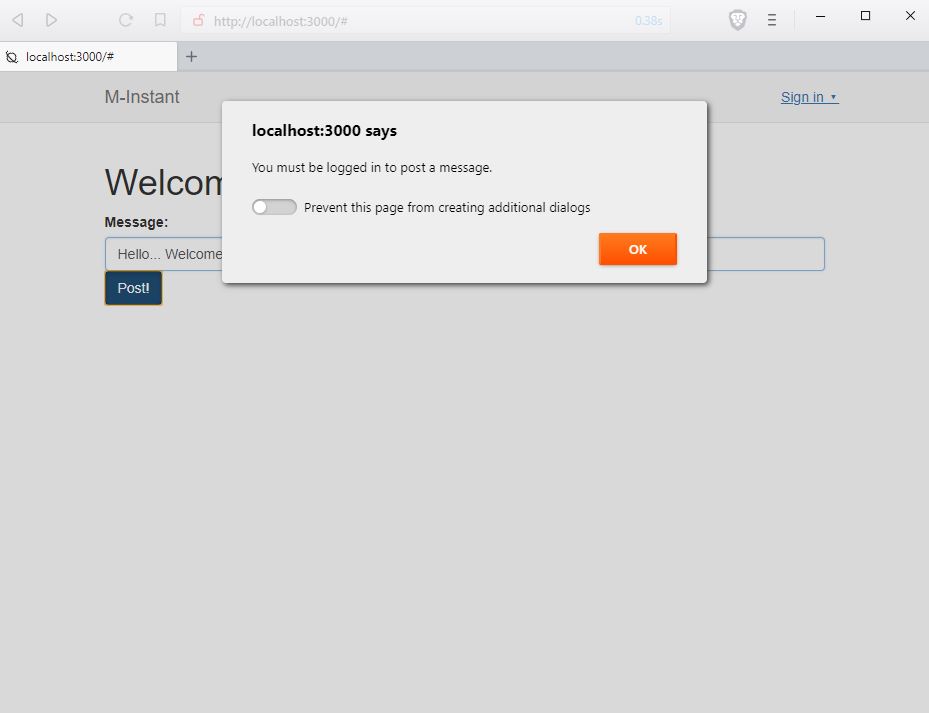 http://localhost:3000/#
0.38s
localhost:3000/#
M-Instant
Sign in
localhost:3000 says
You must be logged in to post a message.
Prevent this page from creating additional dialogs
OK
Welcom
Message:
Hello... Welcome
Post!